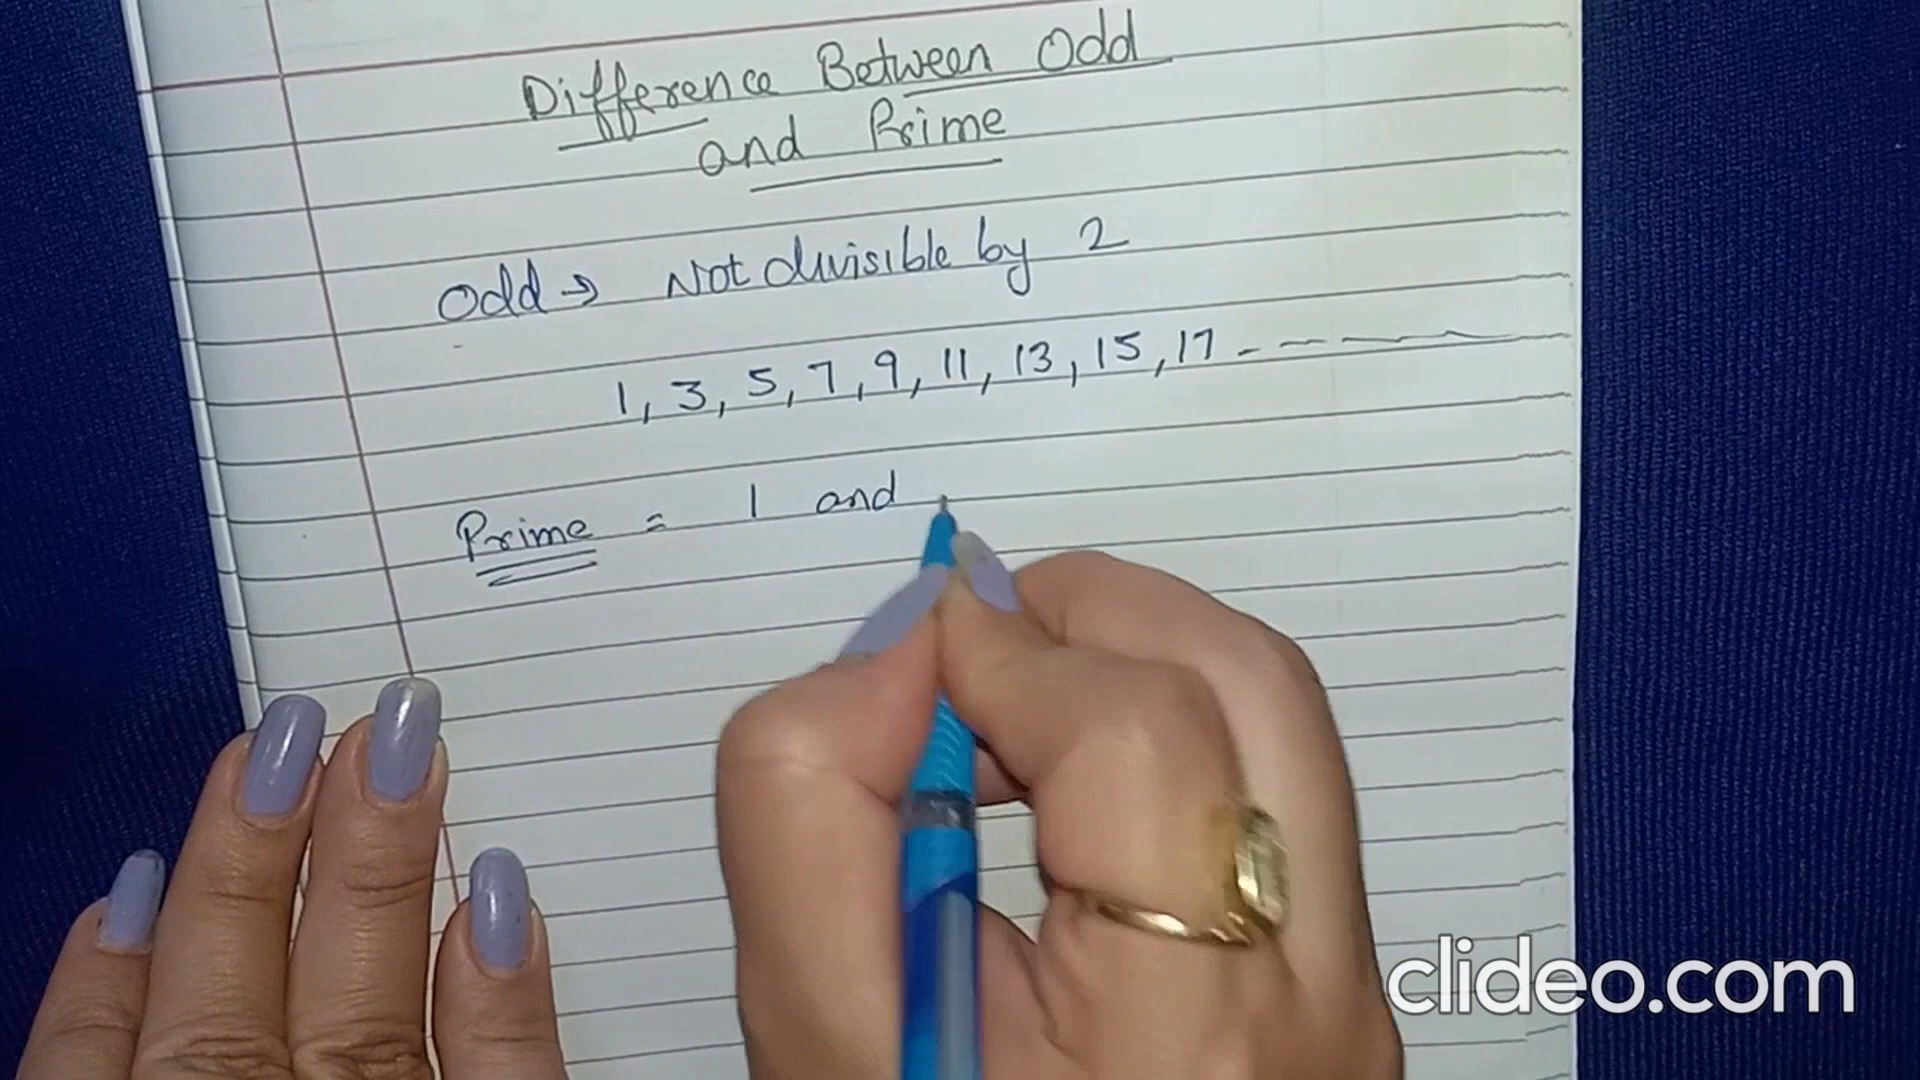 Difference Between Odd
and Prime
Odd → Not divisible by 2
1, 3, 5, 7, 9, 11, 13, 15, 17 - - — —
Prime = 1 and
clideo.com